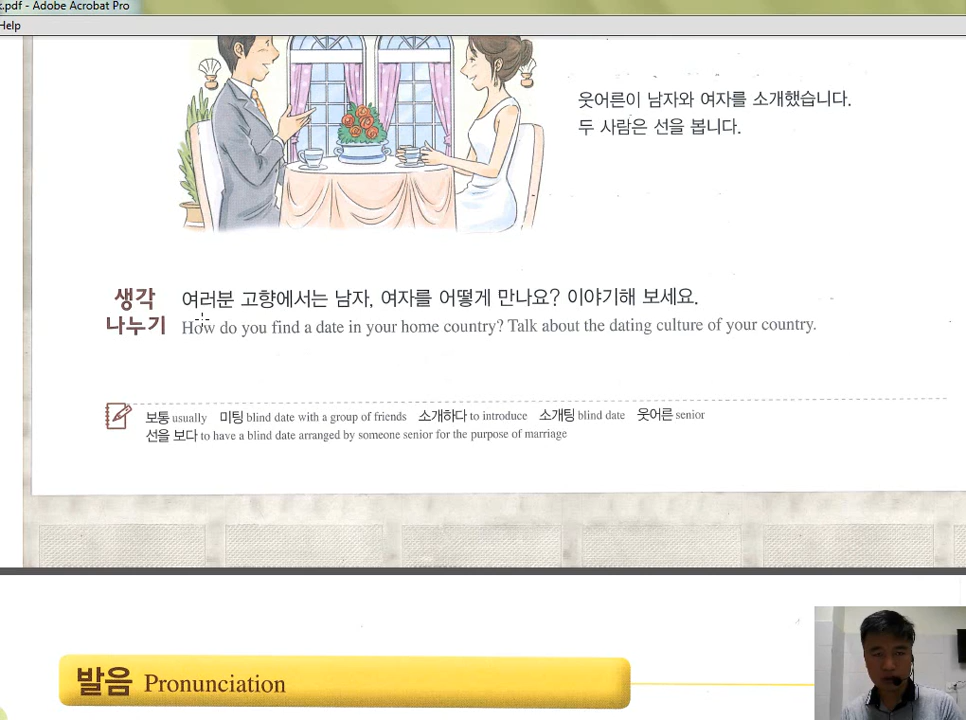 .pdf - Adobe Acrobat Pro
Help
웃어른이 남자와 여자를 소개했습니다.
두 사람은 선을 봅니다.
생각
나누기
여러분 고향에서는 남자, 여자를 어떻게 만나요? 이야기해 보세요.
How do you find a date in your home country? Talk about the dating culture of your country.
보통 usually 미팅 blind date with a group of friends 소개하다 to introduce 소개팅 blind date 웃어른 senior
선을 보다 to have a blind date arranged by someone senior for the purpose of marriage
발음 Pronunciation